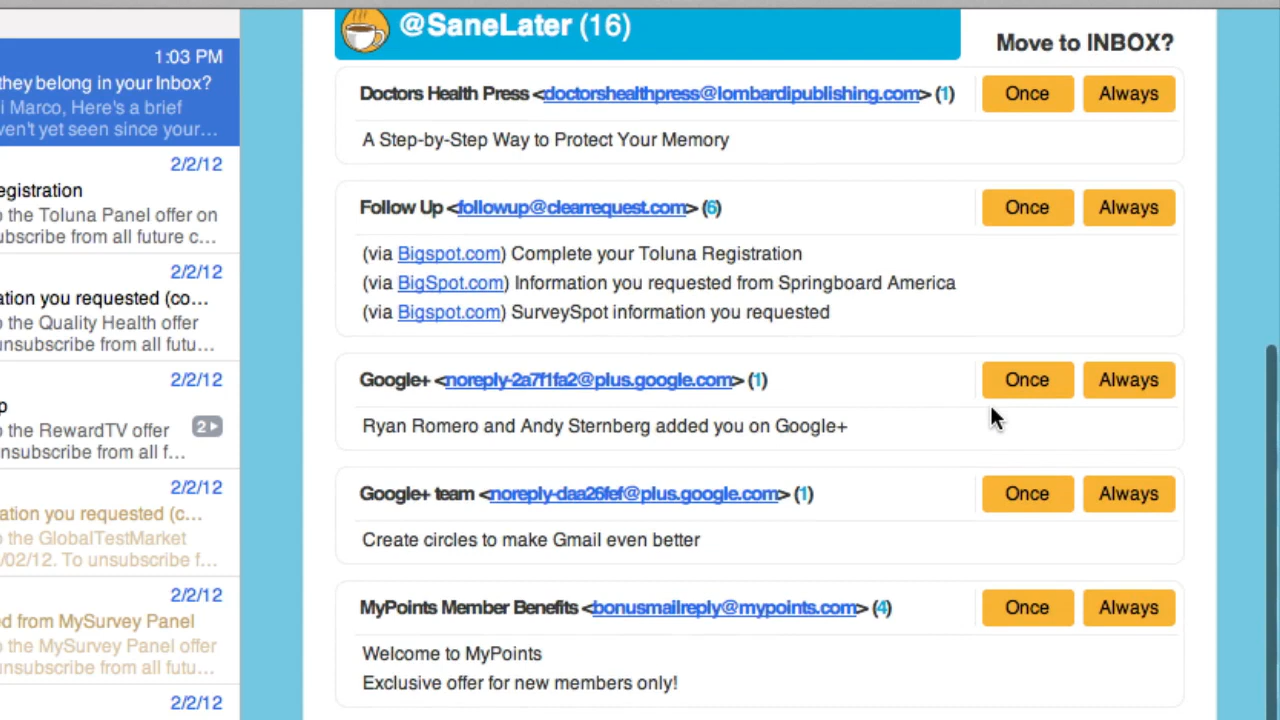 1:03 PM
they belong in your Inbox?
i Marco, Here's a brief
ven't yet seen since your...
2/2/12
egistration
o the Toluna Panel offer on
ubscribe from all future c...
2/2/12
ation you requested (co...
o the Quality Health offer
unsubscribe from all futu...
2/2/12
p
o the RewardTV offer
nsubscribe from all f...
2
2/2/12
ation you requested (c...
o the GlobalTestMarket
/02/12. To unsubscribe f...
2/2/12
ed from MySurvey Panel
o the MySurvey Panel offer
unsubscribe from all futu...
2/2/12
@SaneLater (16)
Move to INBOX?
Doctors Health Press <doctorshealthpress@lombardipublishing.com> (1)
Once Always
A Step-by-Step Way to Protect Your Memory
Follow Up <followup@clearrequest.com> (6)
Once Always
(via Bigspot.com) Complete your Toluna Registration
(via BigSpot.com) Information you requested from Springboard America
(via Bigspot.com) SurveySpot information you requested
Google+ <noreply-2a7f1fa2@plus.google.com> (1)
Once Always
Ryan Romero and Andy Sternberg added you on Google+
Google+ team <noreply-daa26fef@plus.google.com> (1)
Once Always
Create circles to make Gmail even better
MyPoints Member Benefits <bonusmailreply@mypoints.com> (4)
Once Always
Welcome to MyPoints
Exclusive offer for new members only!